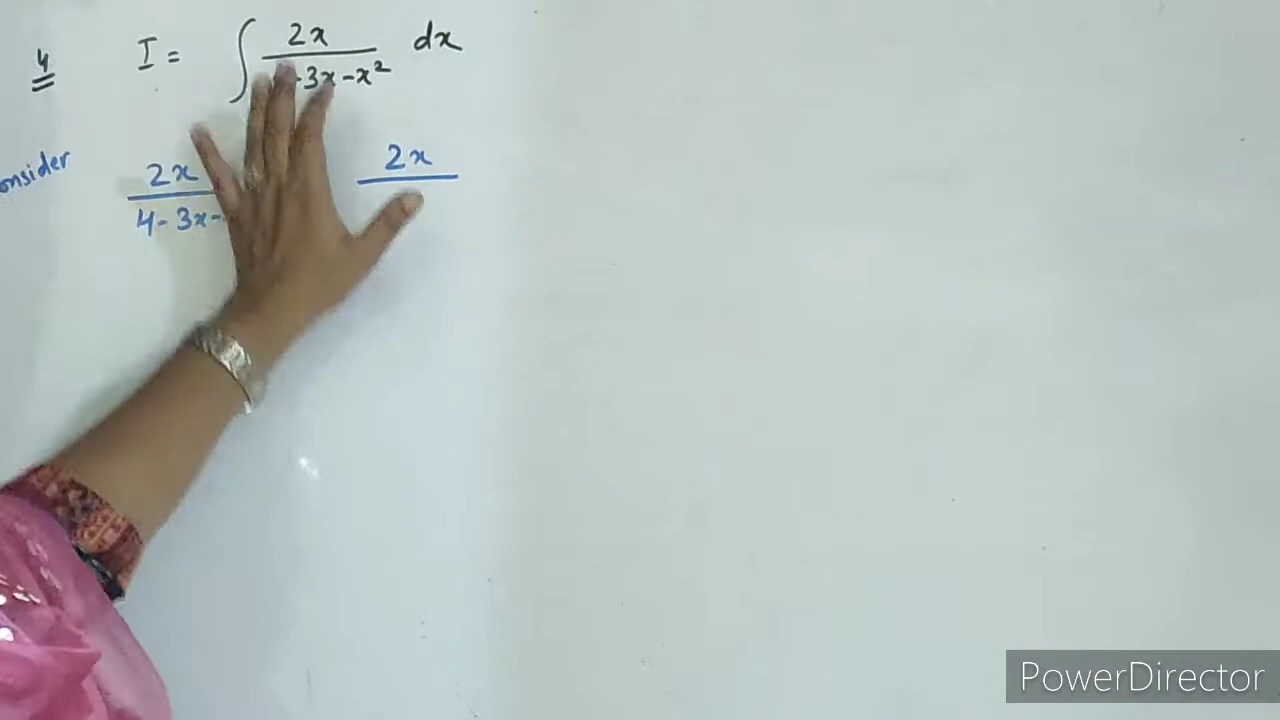 4 I = ∫ 2x / -3x-x² dx
onsider 2x / 4-3x- 2x
PowerDirector